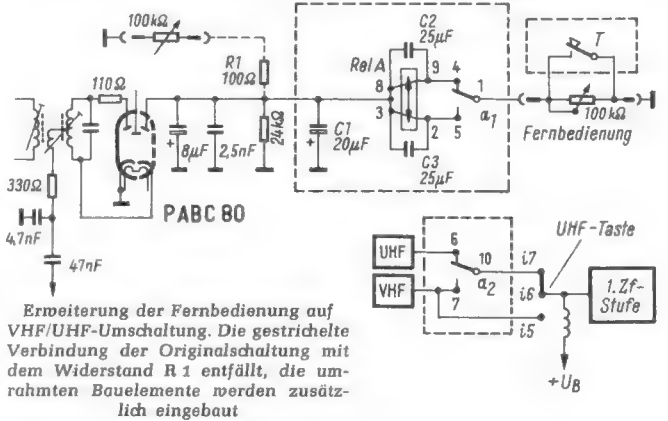 100kΩ
R1
100Ω
110Ω
8µF
+
2,5nF
24kΩ
C1
20µF
+
C2
25µF
Rel A
8
9
4
1
3
2
5
a1
C3
25µF
T
100kΩ
Fernbedienung
330Ω
4,7nF
47nF
PABC 80
UHF
VHF
6
10
a2
7
i7
i6
i5
UHF-Taste
1. Zf-
Stufe
+UB
Erweiterung der Fernbedienung auf
VHF/UHF-Umschaltung. Die gestrichelte
Verbindung der Originalschaltung mit
dem Widerstand R 1 entfällt, die um-
rahmten Bauelemente werden zusätz-
lich eingebaut